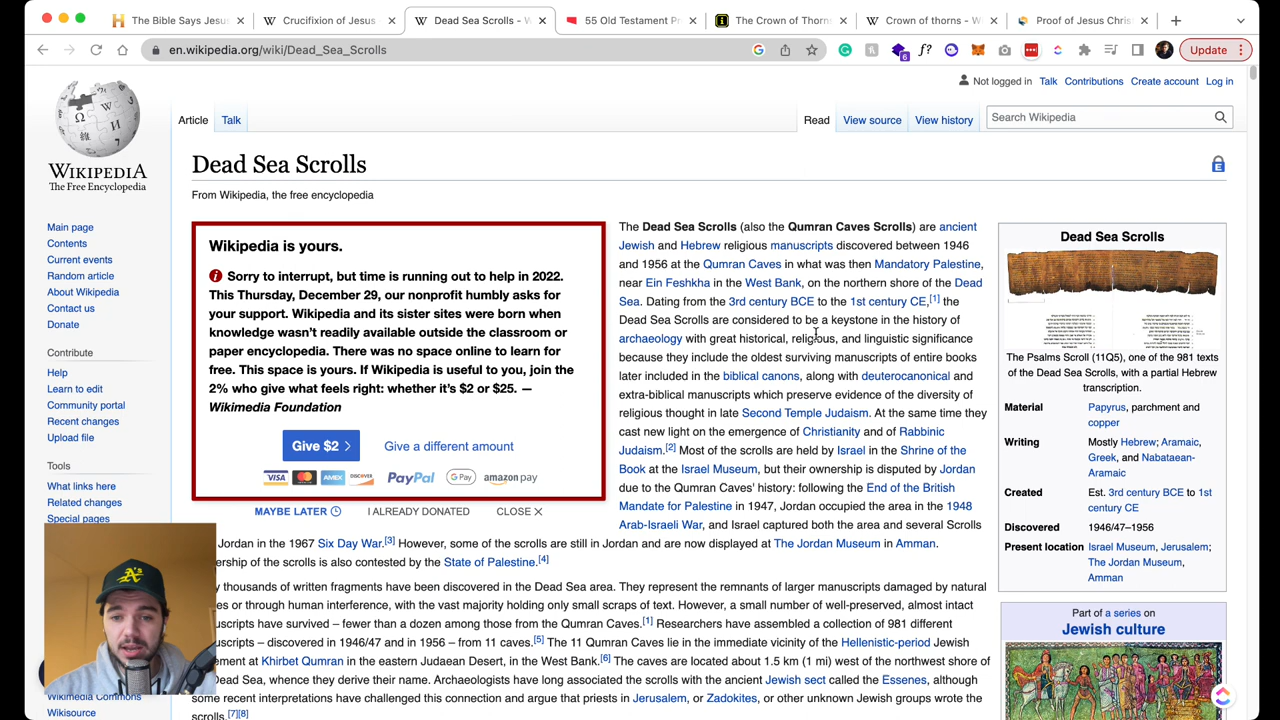 The Bible Says Jesus
Crucifixion of Jesus -
Dead Sea Scrolls - W
55 Old Testament Pr
The Crown of Thorn
Crown of thorns - W
Proof of Jesus Chris
en.wikipedia.org/wiki/Dead_Sea_Scrolls
6
Update
Not logged in Talk Contributions Create account Log in
Article Talk
Read View source View history
Search Wikipedia
WIKIPEDIA
The Free Encyclopedia
Main page
Contents
Current events
Random article
About Wikipedia
Contact us
Donate
Contribute
Help
Learn to edit
Community portal
Recent changes
Upload file
Tools
What links here
Related changes
Special pages
Wikimedia Commons
Wikisource
Dead Sea Scrolls
From Wikipedia, the free encyclopedia
Wikipedia is yours.
Sorry to interrupt, but time is running out to help in 2022.
This Thursday, December 29, our nonprofit humbly asks for
your support. Wikipedia and its sister sites were born when
knowledge wasn't readily available outside the classroom or
paper encyclopedia. There was no space online to learn for
free. This space is yours. If Wikipedia is useful to you, join the
2% who give what feels right: whether it's $2 or $25. —
Wikimedia Foundation
Give $2 >
Give a different amount
VISA AMEX DISCOVER PayPal G Pay amazon pay
MAYBE LATER I ALREADY DONATED CLOSE X
The Dead Sea Scrolls (also the Qumran Caves Scrolls) are ancient
Jewish and Hebrew religious manuscripts discovered between 1946
and 1956 at the Qumran Caves in what was then Mandatory Palestine,
near Ein Feshkha in the West Bank, on the northern shore of the Dead
Sea. Dating from the 3rd century BCE to the 1st century CE,[1] the
Dead Sea Scrolls are considered to be a keystone in the history of
archaeology with great historical, religious, and linguistic significance
because they include the oldest surviving manuscripts of entire books
later included in the biblical canons, along with deuterocanonical and
extra-biblical manuscripts which preserve evidence of the diversity of
religious thought in late Second Temple Judaism. At the same time they
cast new light on the emergence of Christianity and of Rabbinic
Judaism.[2] Most of the scrolls are held by Israel in the Shrine of the
Book at the Israel Museum, but their ownership is disputed by Jordan
due to the Qumran Caves' history: following the End of the British
Mandate for Palestine in 1947, Jordan occupied the area in the 1948
Arab-Israeli War, and Israel captured both the area and several Scrolls
Jordan in the 1967 Six Day War.[3] However, some of the scrolls are still in Jordan and are now displayed at The Jordan Museum in Amman.
ership of the scrolls is also contested by the State of Palestine.[4]
y thousands of written fragments have been discovered in the Dead Sea area. They represent the remnants of larger manuscripts damaged by natural
es or through human interference, with the vast majority holding only small scraps of text. However, a small number of well-preserved, almost intact
uscripts have survived – fewer than a dozen among those from the Qumran Caves.[1] Researchers have assembled a collection of 981 different
uscripts – discovered in 1946/47 and in 1956 – from 11 caves.[5] The 11 Qumran Caves lie in the immediate vicinity of the Hellenistic-period Jewish
ement at Khirbet Qumran in the eastern Judaean Desert, in the West Bank.[6] The caves are located about 1.5 km (1 mi) west of the northwest shore of
Dead Sea, whence they derive their name. Archaeologists have long associated the scrolls with the ancient Jewish sect called the Essenes, although
some recent interpretations have challenged this connection and argue that priests in Jerusalem, or Zadokites, or other unknown Jewish groups wrote the
scrolls.[7][8]
Dead Sea Scrolls
The Psalms Scroll (11Q5), one of the 981 texts
of the Dead Sea Scrolls, with a partial Hebrew
transcription.
Material Papyrus, parchment and
copper
Writing Mostly Hebrew; Aramaic,
Greek, and Nabataean-
Aramaic
Created Est. 3rd century BCE to 1st
century CE
Discovered 1946/47–1956
Present location Israel Museum, Jerusalem;
The Jordan Museum,
Amman
Part of a series on
Jewish culture